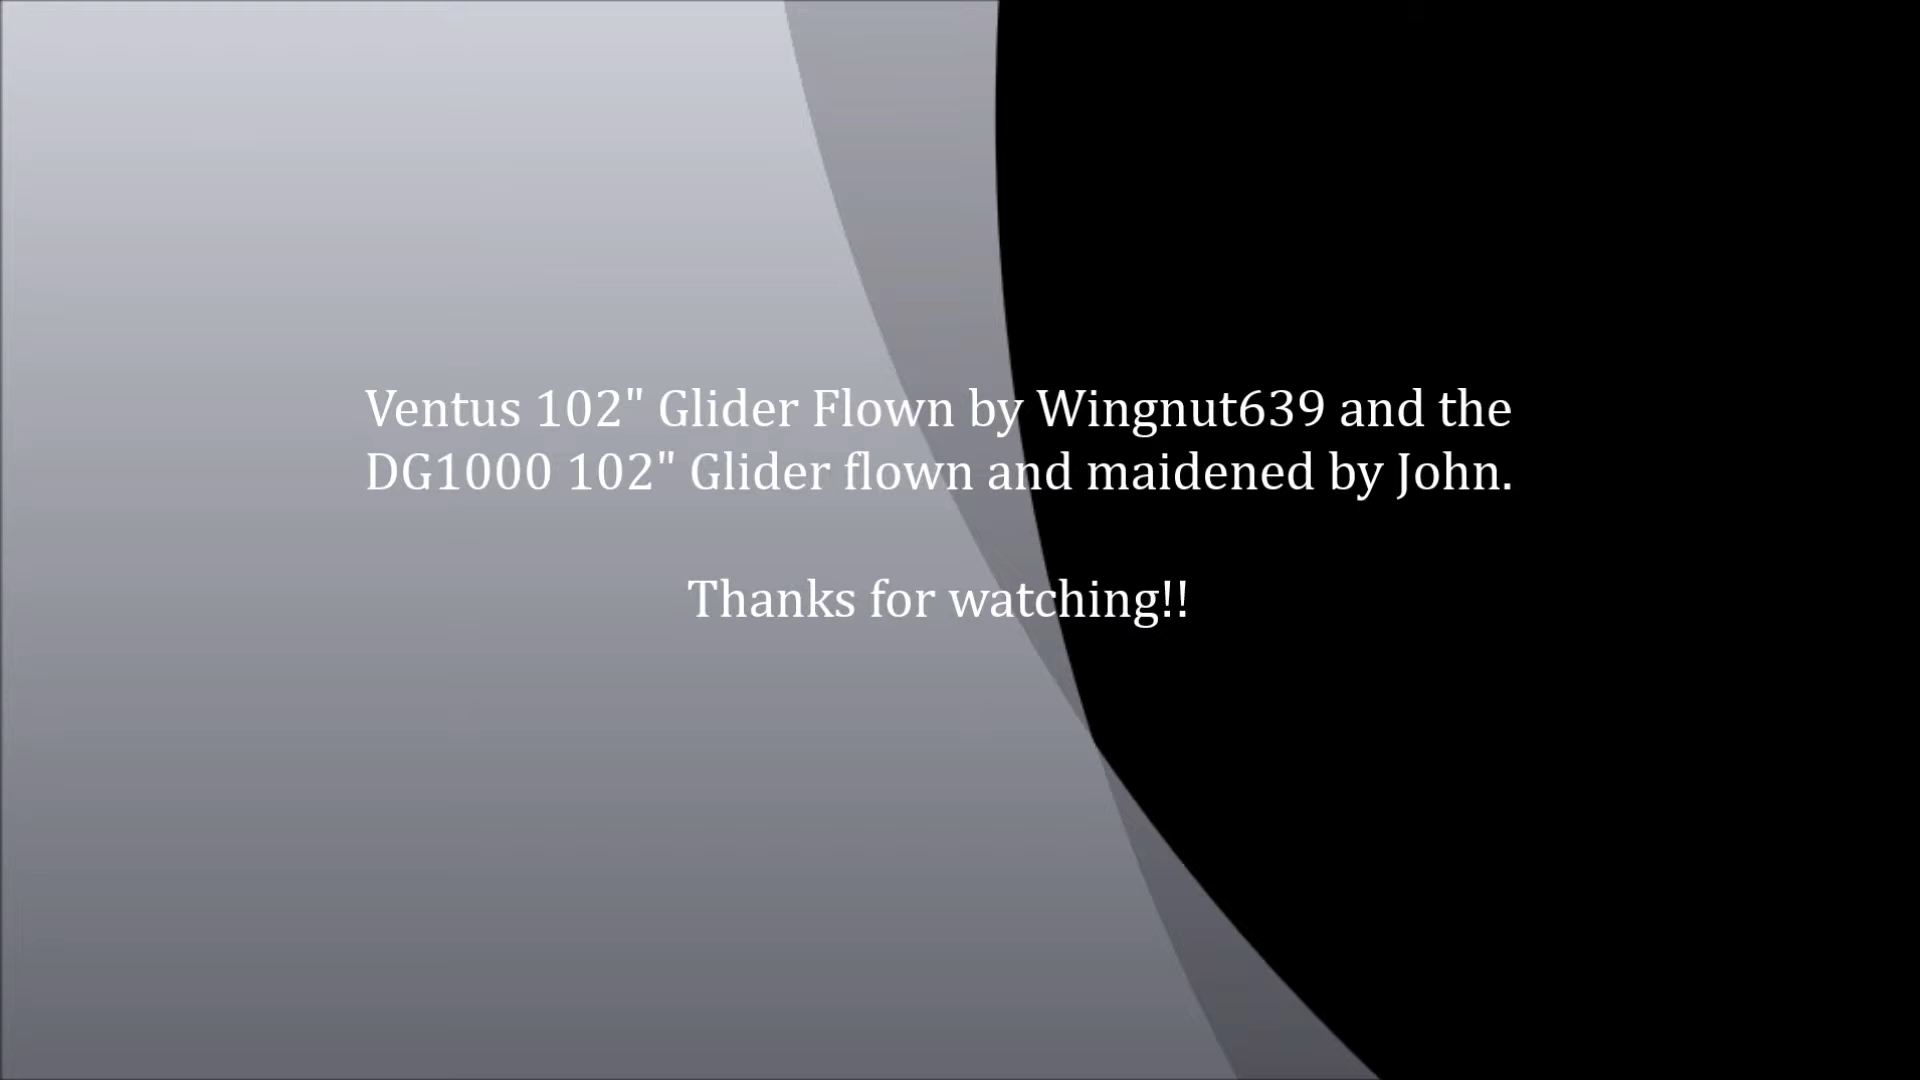 Ventus 102" Glider Flown by Wingnut639 and the
DG1000 102" Glider flown and maidened by John.
Thanks for watching!!